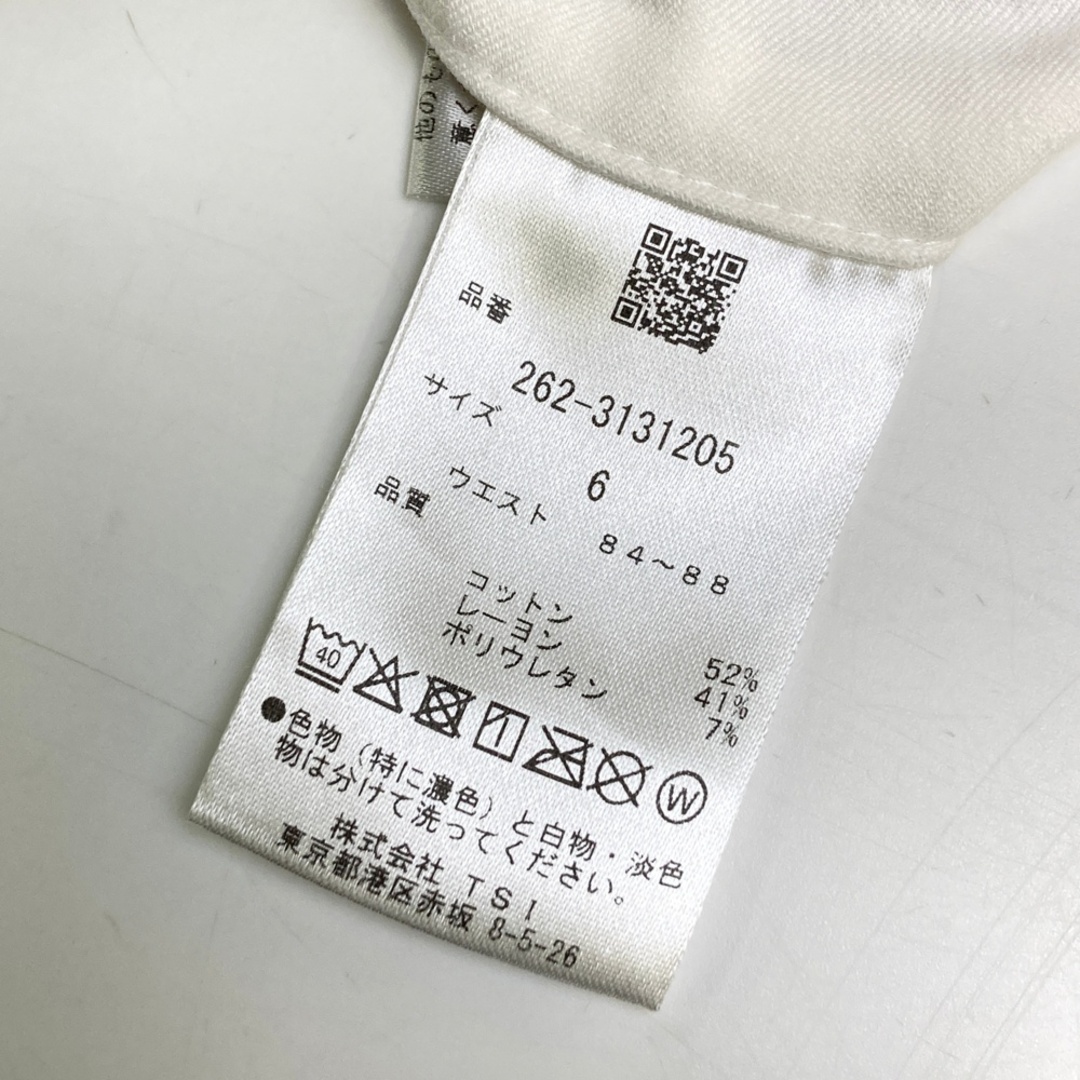 他のも
品番
262-3131205
サイズ
6
ウエスト 84～88
品質
コットン 52%
レーヨン 41%
ポリウレタン 7%
40
W
●色物（特に濃色）と白物・淡色
物は分けて洗ってください。
株式会社 TSI
東京都港区赤坂 8-5-26